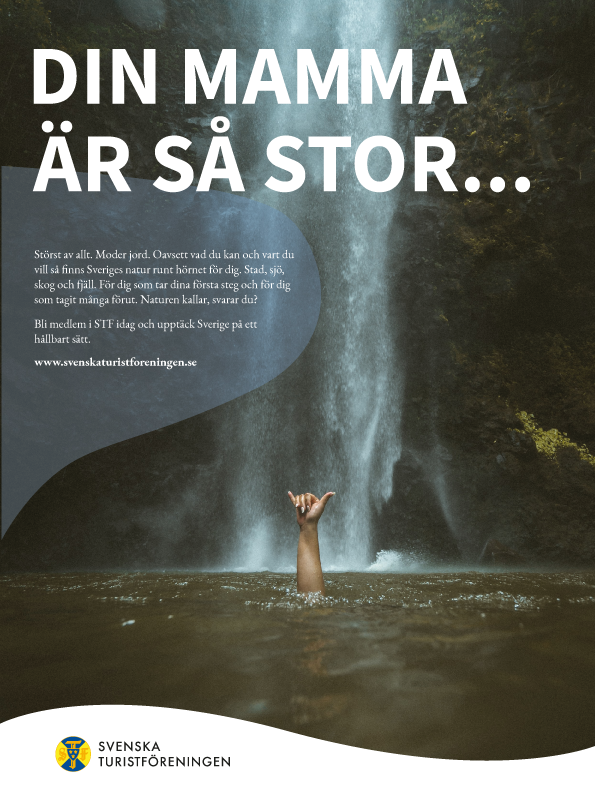 DIN MAMMA
ÄR SÅ STOR...
Störst av allt. Moder jord. Oavsett vad du kan och vart du
vill så finns Sveriges natur runt hörnet för dig. Stad, sjö,
skog och fjäll. För dig som tar dina första steg och för dig
som tagit många förut. Naturen kallar, svarar du?
Bli medlem i STF idag och upptäck Sverige på ett
hållbart sätt.
www.svenskaturistforeningen.se
SVENSKA
TURISTFÖRENINGEN